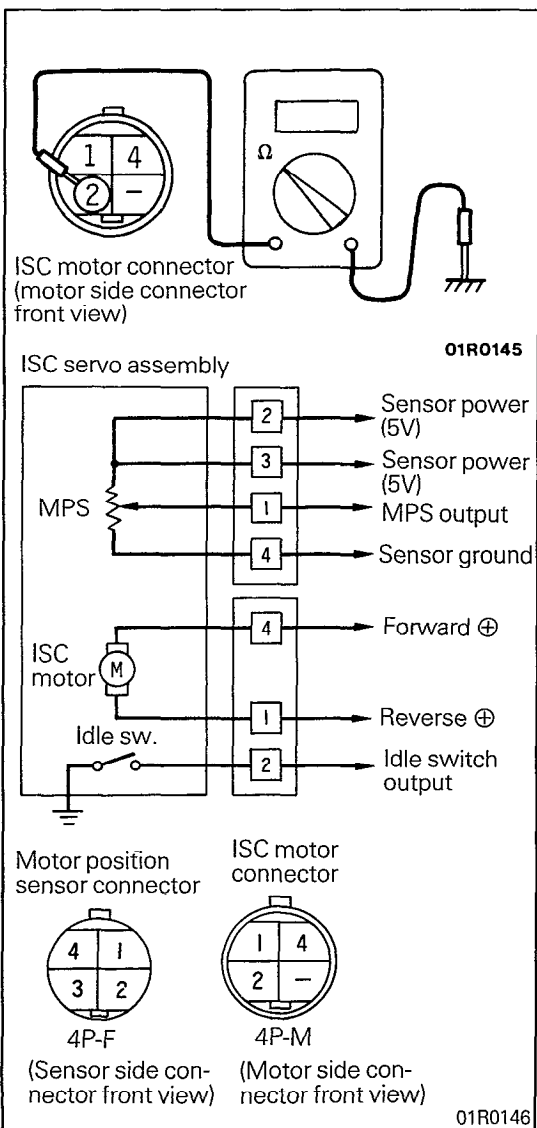 1 4
2 –
Ω
ISC motor connector
(motor side connector
front view)
01R0145
ISC servo assembly
2 Sensor power
(5V)
3 Sensor power
(5V)
MPS
1 MPS output
4 Sensor ground
4 Forward ⊕
ISC
motor
M
1 Reverse ⊕
Idle sw.
2 Idle switch
output
Motor position
sensor connector
4 1
3 2
4P-F
(Sensor side con-
nector front view)
ISC motor
connector
1 4
2 –
4P-M
(Motor side con-
nector front view)
01R0146